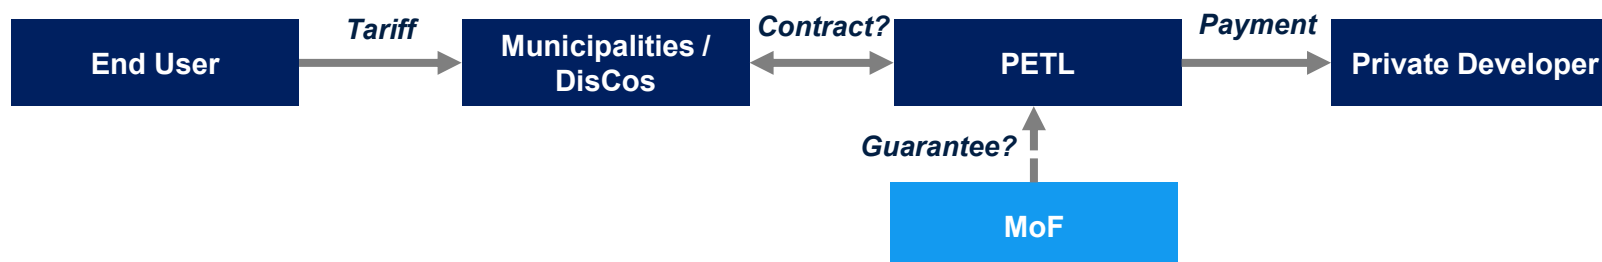 Tariff
Contract?
Payment
End User
Municipalities /
DisCos
PETL
Private Developer
Guarantee?
MoF